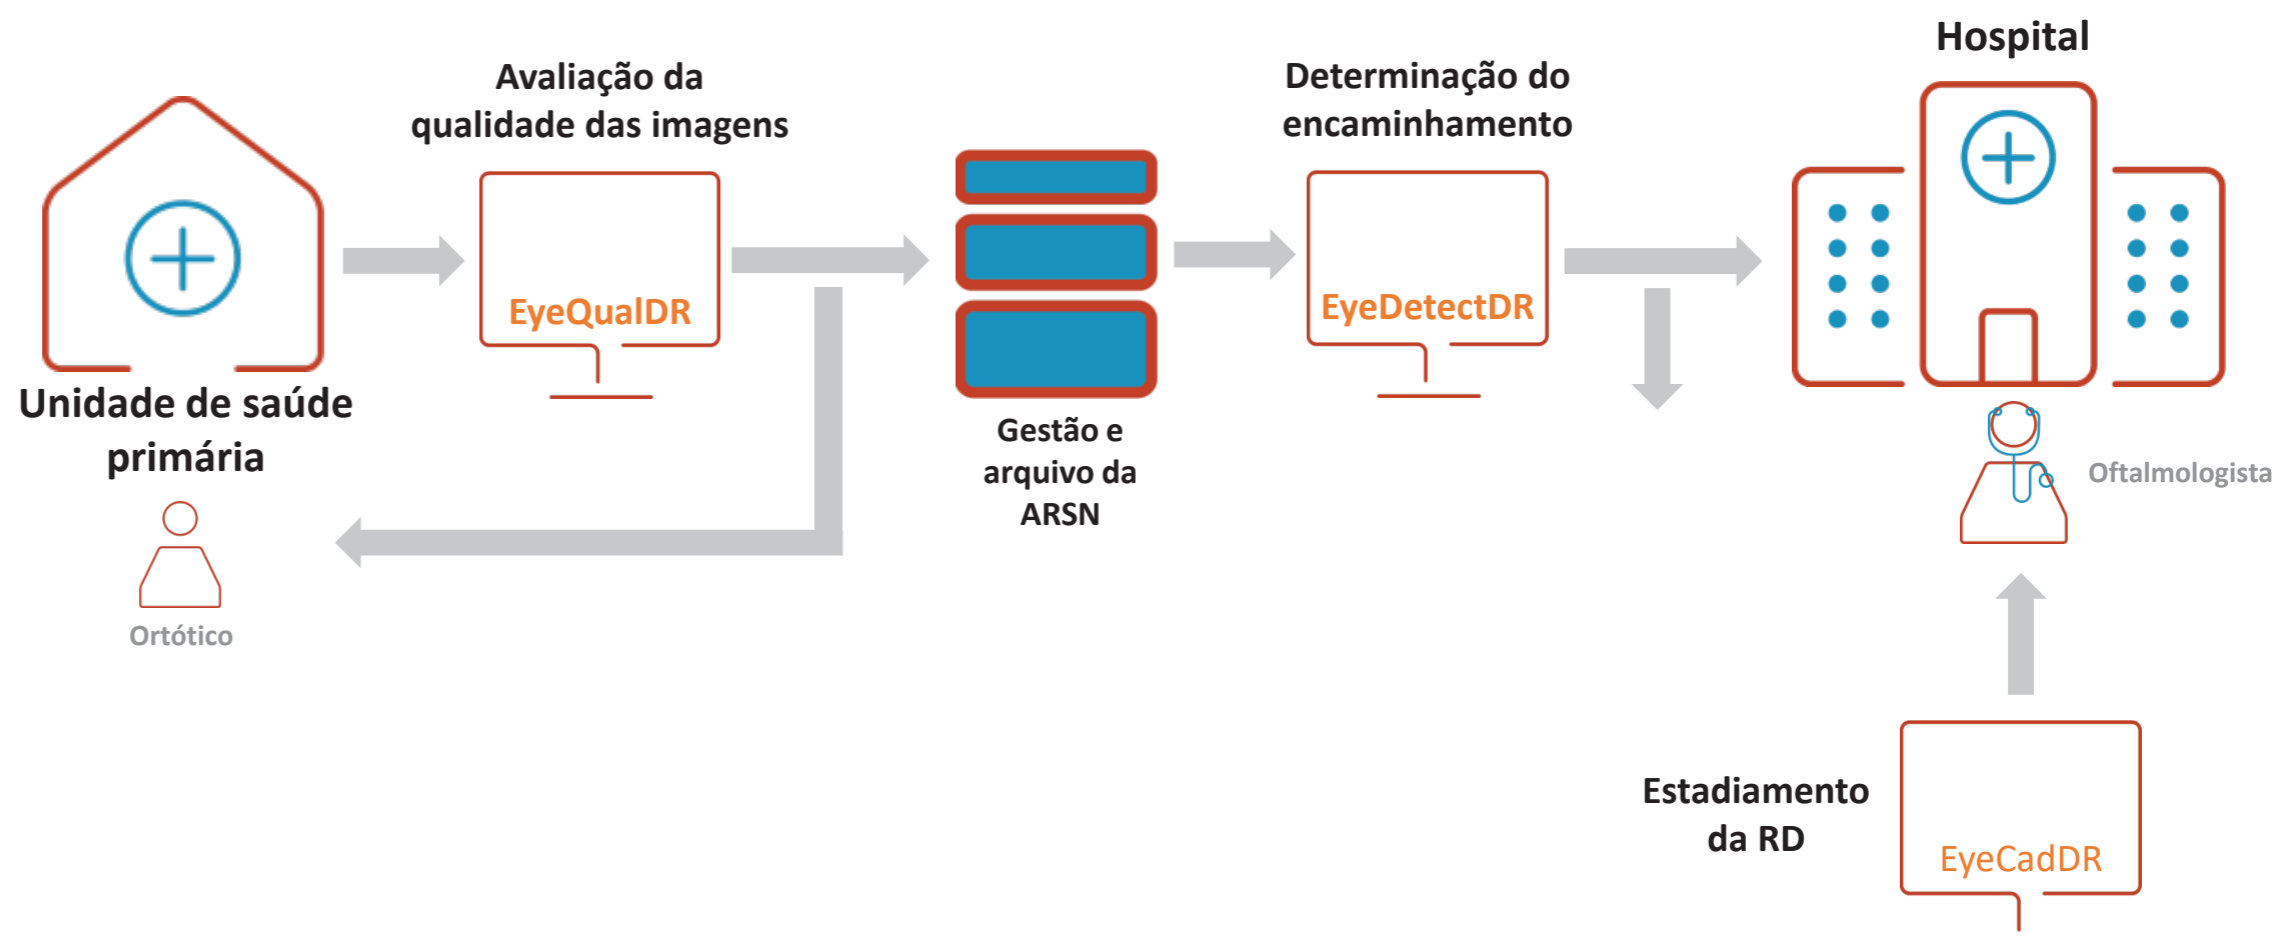 Hospital
Avaliação da
qualidade das imagens
Determinação do
encaminhamento
EyeQualDR
EyeDetectDR
Unidade de saúde
primária
Gestão e
arquivo da
ARSN
Oftalmologista
Ortótico
Estadiamento
da RD
EyeCadDR